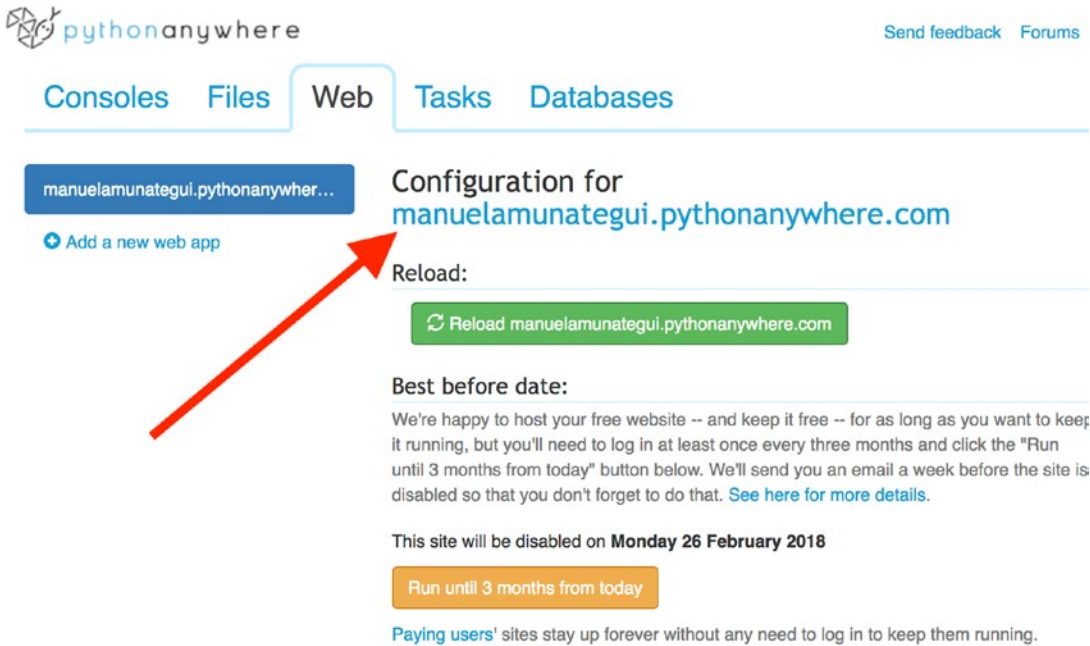 pythonanywhere
Send feedback Forums
Consoles Files Web Tasks Databases
manuelamunategui.pythonanywher...
Add a new web app
Configuration for
manuelamunategui.pythonanywhere.com
Reload:
Reload manuelamunategui.pythonanywhere.com
Best before date:
We're happy to host your free website -- and keep it free -- for as long as you want to keep
it running, but you'll need to log in at least once every three months and click the "Run
until 3 months from today" button below. We'll send you an email a week before the site is
disabled so that you don't forget to do that. See here for more details.
This site will be disabled on Monday 26 February 2018
Run until 3 months from today
Paying users' sites stay up forever without any need to log in to keep them running.